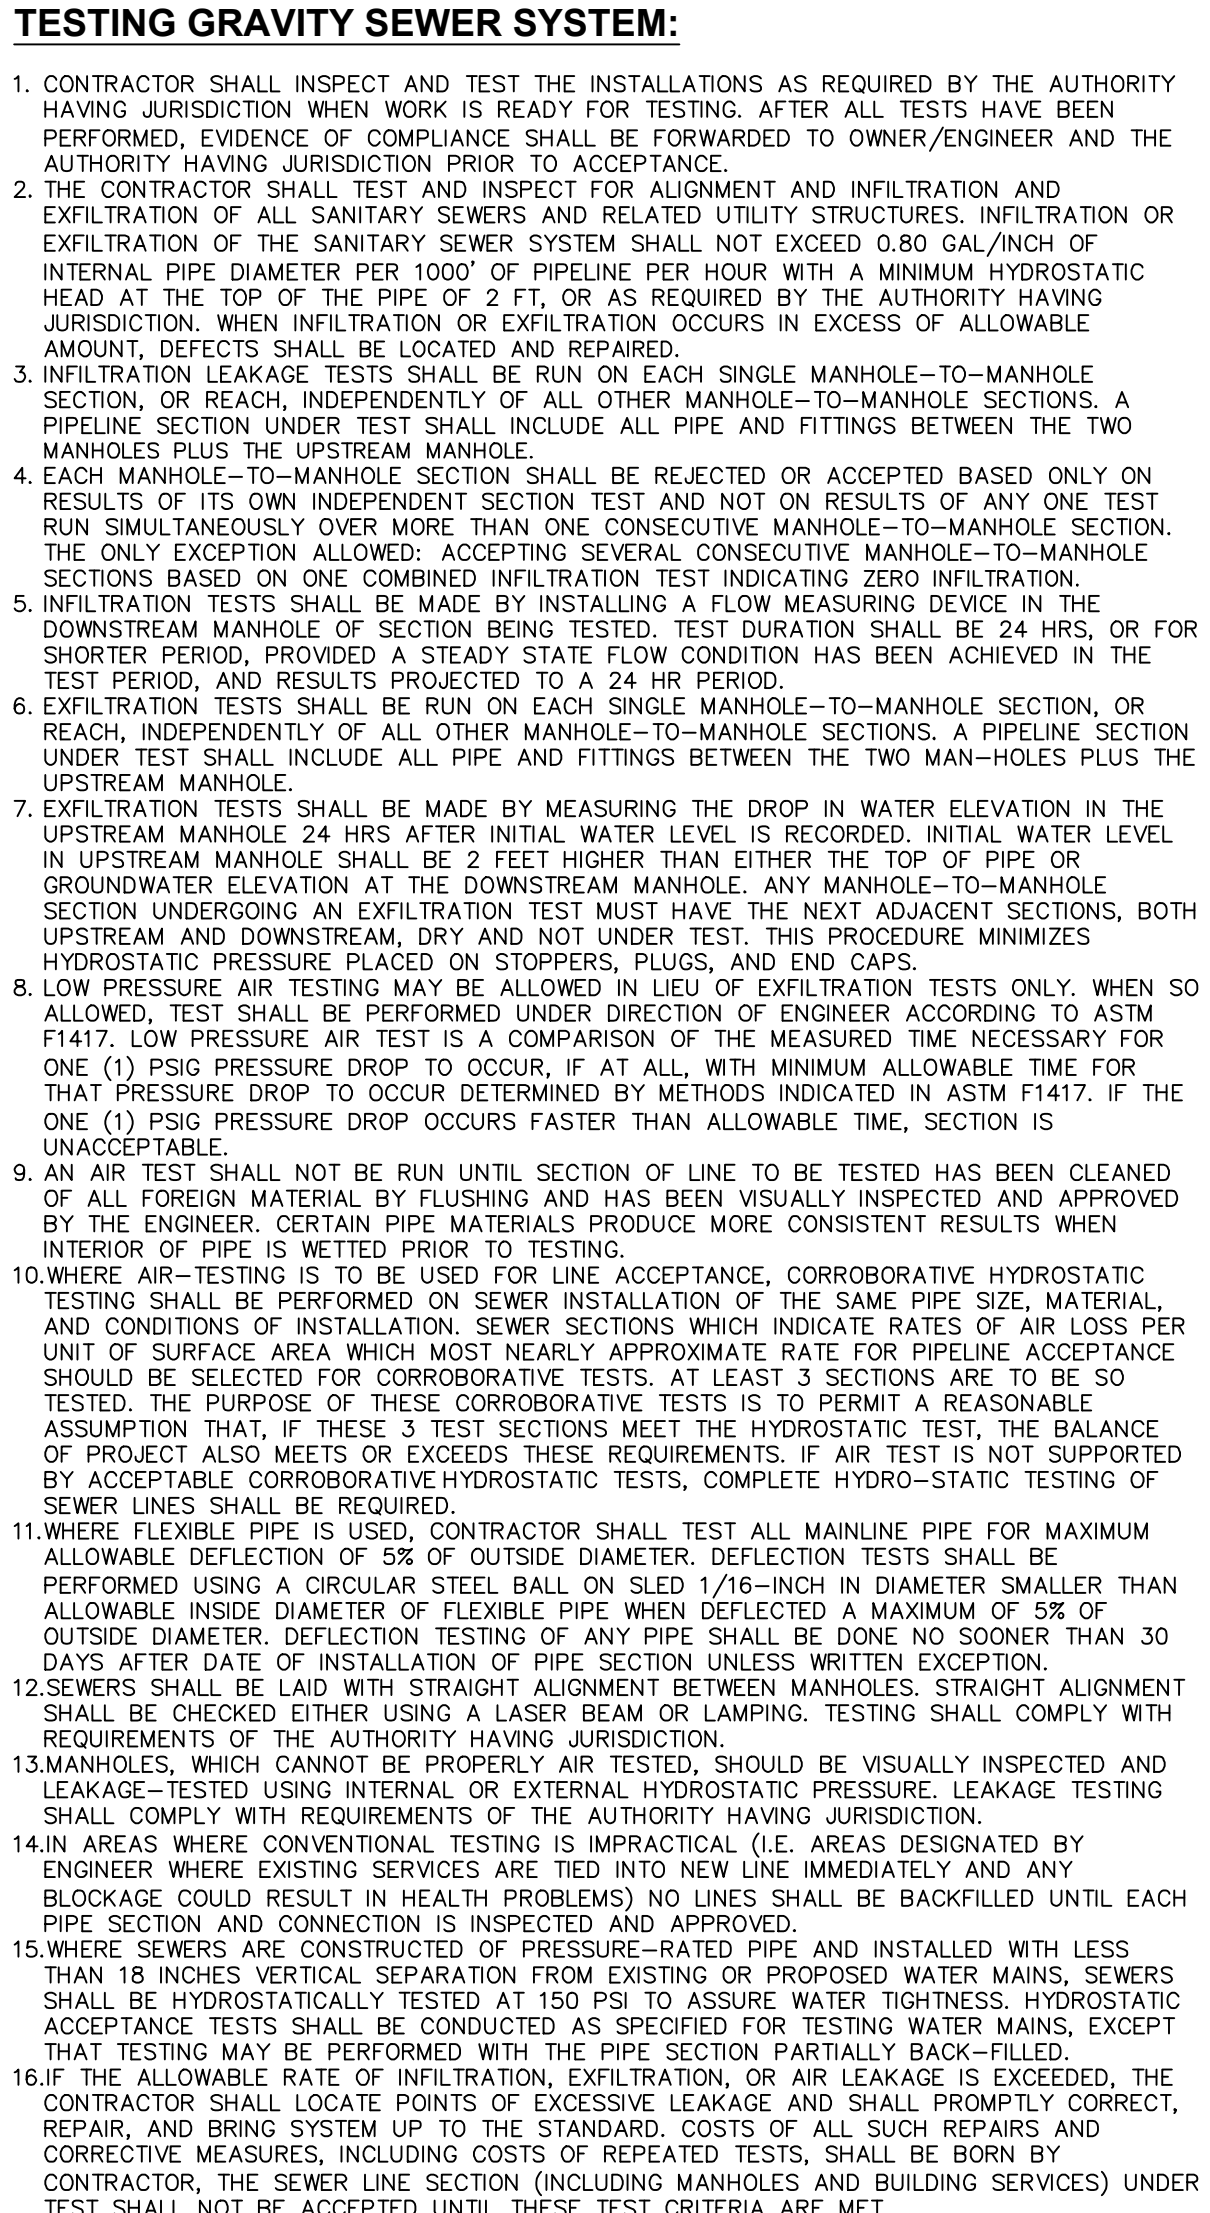 TESTING GRAVITY SEWER SYSTEM:
1. CONTRACTOR SHALL INSPECT AND TEST THE INSTALLATIONS AS REQUIRED BY THE AUTHORITY
HAVING JURISDICTION WHEN WORK IS READY FOR TESTING. AFTER ALL TESTS HAVE BEEN
PERFORMED, EVIDENCE OF COMPLIANCE SHALL BE FORWARDED TO OWNER/ENGINEER AND THE
AUTHORITY HAVING JURISDICTION PRIOR TO ACCEPTANCE.
2. THE CONTRACTOR SHALL TEST AND INSPECT FOR ALIGNMENT AND INFILTRATION AND
EXFILTRATION OF ALL SANITARY SEWERS AND RELATED UTILITY STRUCTURES. INFILTRATION OR
EXFILTRATION OF THE SANITARY SEWER SYSTEM SHALL NOT EXCEED 0.80 GAL/INCH OF
INTERNAL PIPE DIAMETER PER 1000' OF PIPELINE PER HOUR WITH A MINIMUM HYDROSTATIC
HEAD AT THE TOP OF THE PIPE OF 2 FT, OR AS REQUIRED BY THE AUTHORITY HAVING
JURISDICTION. WHEN INFILTRATION OR EXFILTRATION OCCURS IN EXCESS OF ALLOWABLE
AMOUNT, DEFECTS SHALL BE LOCATED AND REPAIRED.
3. INFILTRATION LEAKAGE TESTS SHALL BE RUN ON EACH SINGLE MANHOLE-TO-MANHOLE
SECTION, OR REACH, INDEPENDENTLY OF ALL OTHER MANHOLE-TO-MANHOLE SECTIONS. A
PIPELINE SECTION UNDER TEST SHALL INCLUDE ALL PIPE AND FITTINGS BETWEEN THE TWO
MANHOLES PLUS THE UPSTREAM MANHOLE.
4. EACH MANHOLE-TO-MANHOLE SECTION SHALL BE REJECTED OR ACCEPTED BASED ONLY ON
RESULTS OF ITS OWN INDEPENDENT SECTION TEST AND NOT ON RESULTS OF ANY ONE TEST
RUN SIMULTANEOUSLY OVER MORE THAN ONE CONSECUTIVE MANHOLE-TO-MANHOLE SECTION.
THE ONLY EXCEPTION ALLOWED: ACCEPTING SEVERAL CONSECUTIVE MANHOLE-TO-MANHOLE
SECTIONS BASED ON ONE COMBINED INFILTRATION TEST INDICATING ZERO INFILTRATION.
5. INFILTRATION TESTS SHALL BE MADE BY INSTALLING A FLOW MEASURING DEVICE IN THE
DOWNSTREAM MANHOLE OF SECTION BEING TESTED. TEST DURATION SHALL BE 24 HRS, OR FOR
SHORTER PERIOD, PROVIDED A STEADY STATE FLOW CONDITION HAS BEEN ACHIEVED IN THE
TEST PERIOD, AND RESULTS PROJECTED TO A 24 HR PERIOD.
6. EXFILTRATION TESTS SHALL BE RUN ON EACH SINGLE MANHOLE-TO-MANHOLE SECTION, OR
REACH, INDEPENDENTLY OF ALL OTHER MANHOLE-TO-MANHOLE SECTIONS. A PIPELINE SECTION
UNDER TEST SHALL INCLUDE ALL PIPE AND FITTINGS BETWEEN THE TWO MAN-HOLES PLUS THE
UPSTREAM MANHOLE.
7. EXFILTRATION TESTS SHALL BE MADE BY MEASURING THE DROP IN WATER ELEVATION IN THE
UPSTREAM MANHOLE 24 HRS AFTER INITIAL WATER LEVEL IS RECORDED. INITIAL WATER LEVEL
IN UPSTREAM MANHOLE SHALL BE 2 FEET HIGHER THAN EITHER THE TOP OF PIPE OR
GROUNDWATER ELEVATION AT THE DOWNSTREAM MANHOLE. ANY MANHOLE-TO-MANHOLE
SECTION UNDERGOING AN EXFILTRATION TEST MUST HAVE THE NEXT ADJACENT SECTIONS, BOTH
UPSTREAM AND DOWNSTREAM, DRY AND NOT UNDER TEST. THIS PROCEDURE MINIMIZES
HYDROSTATIC PRESSURE PLACED ON STOPPERS, PLUGS, AND END CAPS.
8. LOW PRESSURE AIR TESTING MAY BE ALLOWED IN LIEU OF EXFILTRATION TESTS ONLY. WHEN SO
ALLOWED, TEST SHALL BE PERFORMED UNDER DIRECTION OF ENGINEER ACCORDING TO ASTM
F1417. LOW PRESSURE AIR TEST IS A COMPARISON OF THE MEASURED TIME NECESSARY FOR
ONE (1) PSIG PRESSURE DROP TO OCCUR, IF AT ALL, WITH MINIMUM ALLOWABLE TIME FOR
THAT PRESSURE DROP TO OCCUR DETERMINED BY METHODS INDICATED IN ASTM F1417. IF THE
ONE (1) PSIG PRESSURE DROP OCCURS FASTER THAN ALLOWABLE TIME, SECTION IS
UNACCEPTABLE.
9. AN AIR TEST SHALL NOT BE RUN UNTIL SECTION OF LINE TO BE TESTED HAS BEEN CLEANED
OF ALL FOREIGN MATERIAL BY FLUSHING AND HAS BEEN VISUALLY INSPECTED AND APPROVED
BY THE ENGINEER. CERTAIN PIPE MATERIALS PRODUCE MORE CONSISTENT RESULTS WHEN
INTERIOR OF PIPE IS WETTED PRIOR TO TESTING.
10.WHERE AIR-TESTING IS TO BE USED FOR LINE ACCEPTANCE, CORROBORATIVE HYDROSTATIC
TESTING SHALL BE PERFORMED ON SEWER INSTALLATION OF THE SAME PIPE SIZE, MATERIAL,
AND CONDITIONS OF INSTALLATION. SEWER SECTIONS WHICH INDICATE RATES OF AIR LOSS PER
UNIT OF SURFACE AREA WHICH MOST NEARLY APPROXIMATE RATE FOR PIPELINE ACCEPTANCE
SHOULD BE SELECTED FOR CORROBORATIVE TESTS. AT LEAST 3 SECTIONS ARE TO BE SO
TESTED. THE PURPOSE OF THESE CORROBORATIVE TESTS IS TO PERMIT A REASONABLE
ASSUMPTION THAT, IF THESE 3 TEST SECTIONS MEET THE HYDROSTATIC TEST, THE BALANCE
OF PROJECT ALSO MEETS OR EXCEEDS THESE REQUIREMENTS. IF AIR TEST IS NOT SUPPORTED
BY ACCEPTABLE CORROBORATIVE HYDROSTATIC TESTS, COMPLETE HYDRO-STATIC TESTING OF
SEWER LINES SHALL BE REQUIRED.
11.WHERE FLEXIBLE PIPE IS USED, CONTRACTOR SHALL TEST ALL MAINLINE PIPE FOR MAXIMUM
ALLOWABLE DEFLECTION OF 5% OF OUTSIDE DIAMETER. DEFLECTION TESTS SHALL BE
PERFORMED USING A CIRCULAR STEEL BALL ON SLED 1/16-INCH IN DIAMETER SMALLER THAN
ALLOWABLE INSIDE DIAMETER OF FLEXIBLE PIPE WHEN DEFLECTED A MAXIMUM OF 5% OF
OUTSIDE DIAMETER. DEFLECTION TESTING OF ANY PIPE SHALL BE DONE NO SOONER THAN 30
DAYS AFTER DATE OF INSTALLATION OF PIPE SECTION UNLESS WRITTEN EXCEPTION.
12.SEWERS SHALL BE LAID WITH STRAIGHT ALIGNMENT BETWEEN MANHOLES. STRAIGHT ALIGNMENT
SHALL BE CHECKED EITHER USING A LASER BEAM OR LAMPING. TESTING SHALL COMPLY WITH
REQUIREMENTS OF THE AUTHORITY HAVING JURISDICTION.
13.MANHOLES, WHICH CANNOT BE PROPERLY AIR TESTED, SHOULD BE VISUALLY INSPECTED AND
LEAKAGE-TESTED USING INTERNAL OR EXTERNAL HYDROSTATIC PRESSURE. LEAKAGE TESTING
SHALL COMPLY WITH REQUIREMENTS OF THE AUTHORITY HAVING JURISDICTION.
14.IN AREAS WHERE CONVENTIONAL TESTING IS IMPRACTICAL (I.E. AREAS DESIGNATED BY
ENGINEER WHERE EXISTING SERVICES ARE TIED INTO NEW LINE IMMEDIATELY AND ANY
BLOCKAGE COULD RESULT IN HEALTH PROBLEMS) NO LINES SHALL BE BACKFILLED UNTIL EACH
PIPE SECTION AND CONNECTION IS INSPECTED AND APPROVED.
15.WHERE SEWERS ARE CONSTRUCTED OF PRESSURE-RATED PIPE AND INSTALLED WITH LESS
THAN 18 INCHES VERTICAL SEPARATION FROM EXISTING OR PROPOSED WATER MAINS, SEWERS
SHALL BE HYDROSTATICALLY TESTED AT 150 PSI TO ASSURE WATER TIGHTNESS. HYDROSTATIC
ACCEPTANCE TESTS SHALL BE CONDUCTED AS SPECIFIED FOR TESTING WATER MAINS, EXCEPT
THAT TESTING MAY BE PERFORMED WITH THE PIPE SECTION PARTIALLY BACK-FILLED.
16.IF THE ALLOWABLE RATE OF INFILTRATION, EXFILTRATION, OR AIR LEAKAGE IS EXCEEDED, THE
CONTRACTOR SHALL LOCATE POINTS OF EXCESSIVE LEAKAGE AND SHALL PROMPTLY CORRECT,
REPAIR, AND BRING SYSTEM UP TO THE STANDARD. COSTS OF ALL SUCH REPAIRS AND
CORRECTIVE MEASURES, INCLUDING COSTS OF REPEATED TESTS, SHALL BE BORN BY
CONTRACTOR, THE SEWER LINE SECTION (INCLUDING MANHOLES AND BUILDING SERVICES) UNDER
TEST SHALL NOT BE ACCEPTED UNTIL THESE TEST CRITERIA ARE MET